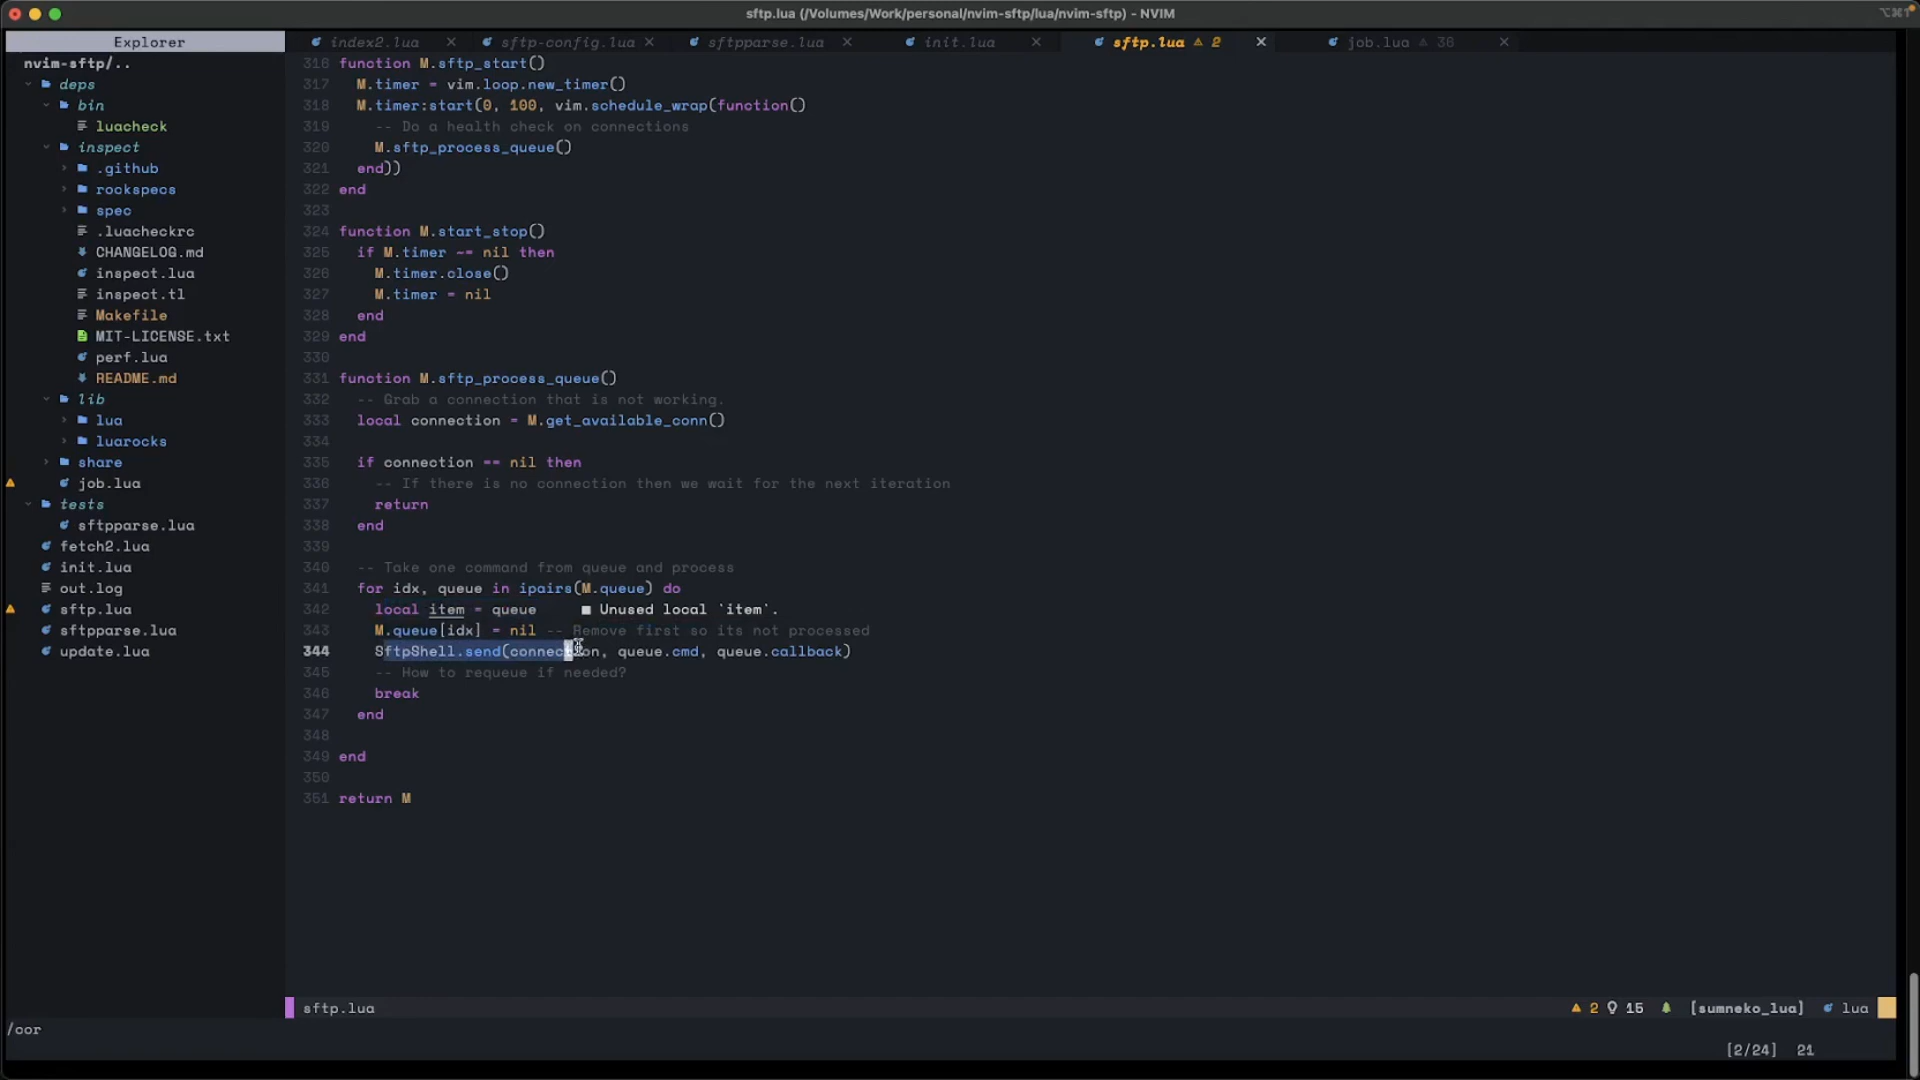 sftp.lua (/Volumes/Work/personal/nvim-sftp/lua/nvim-sftp) - NVIM
Explorer
index2.lua
sftp-config.lua
sftpparse.lua
init.lua
sftp.lua 2
job.lua 36
nvim-sftp/..
deps
bin
luacheck
inspect
.github
rockspecs
spec
.luacheckrc
CHANGELOG.md
inspect.lua
inspect.tl
Makefile
MIT-LICENSE.txt
perf.lua
README.md
lib
lua
luarocks
share
job.lua
tests
sftpparse.lua
fetch2.lua
init.lua
out.log
sftp.lua
sftpparse.lua
update.lua
316 function M.sftp_start()
317 M.timer = vim.loop.new_timer()
318 M.timer:start(0, 100, vim.schedule_wrap(function()
319 -- Do a health check on connections
320 M.sftp_process_queue()
321 end))
322 end
323
324 function M.start_stop()
325 if M.timer ~= nil then
326 M.timer.close()
327 M.timer = nil
328 end
329 end
330
331 function M.sftp_process_queue()
332 -- Grab a connection that is not working.
333 local connection = M.get_available_conn()
334
335 if connection == nil then
336 -- If there is no connection then we wait for the next iteration
337 return
338 end
339
340 -- Take one command from queue and process
341 for idx, queue in ipairs(M.queue) do
342 local item = queue ■ Unused local `item`.
343 M.queue[idx] = nil -- Remove first so its not processed
344 SftpShell.send(connection, queue.cmd, queue.callback)
345 -- How to requeue if needed?
346 break
347 end
348
349 end
350
351 return M
sftp.lua
2 15 [sumneko_lua] lua
/cor
[2/24] 21